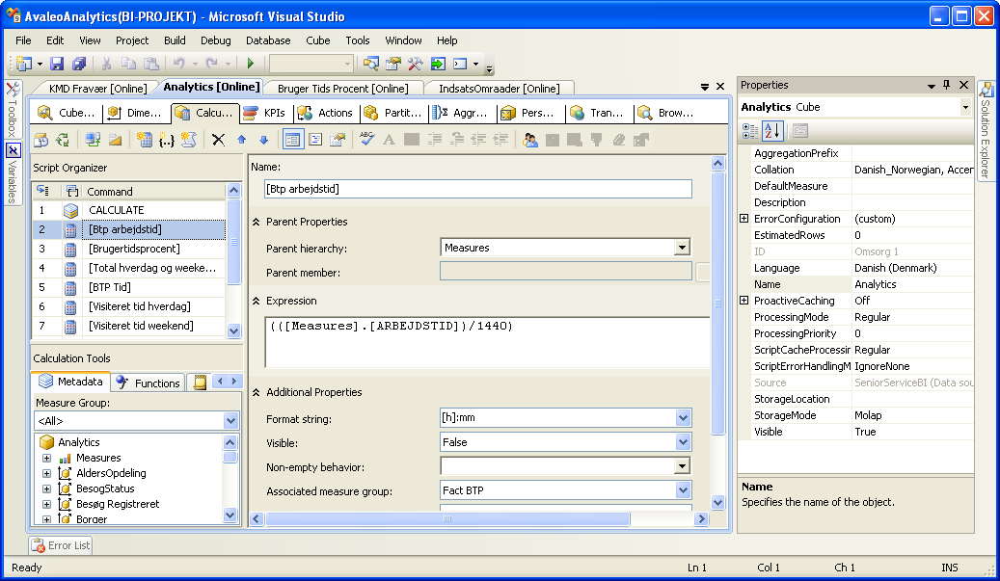 AvaleoAnalytics(BI-PROJEKT) - Microsoft Visual Studio
File Edit View Project Build Debug Database Cube Tools Window Help
KMD Fravær [Online] Analytics [Online] Bruger Tids Procent [Online] IndsatsOmraader [Online]
Toolbox
Variables
Cube... Dime... Calcu... KPIs Actions Partit... Aggr... Pers... Tran... Brow...
Script Organizer
Command
1 CALCULATE
2 [Btp arbejdstid]
3 [Brugertidsprocent]
4 [Total hverdag og weeke...
5 [BTP Tid]
6 [Visiteret tid hverdag]
7 [Visiteret tid weekend]
Calculation Tools
Metadata Functions
Measure Group:
<All>
Analytics
Measures
AldersOpdeling
BesogStatus
Besøg Registreret
Borger
Name:
[Btp arbejdstid]
Parent Properties
Parent hierarchy: Measures
Parent member:
Expression
(([Measures].[ARBEJDSTID])/1440)
Additional Properties
Format string: [h]:mm
Visible: False
Non-empty behavior:
Associated measure group: Fact BTP
Properties
Analytics Cube
AggregationPrefix
Collation Danish_Norwegian, Accen
DefaultMeasure
Description
ErrorConfiguration (custom)
EstimatedRows 0
ID Omsorg 1
Language Danish (Denmark)
Name Analytics
ProactiveCaching Off
ProcessingMode Regular
ProcessingPriority 0
ScriptCacheProcessin Regular
ScriptErrorHandlingM IgnoreNone
Source SeniorServiceBI (Data sou
StorageLocation
StorageMode Molap
Visible True
Name
Specifies the name of the object.
Solution Explorer
Error List
Ready Ln 1 Col 1 Ch 1 INS